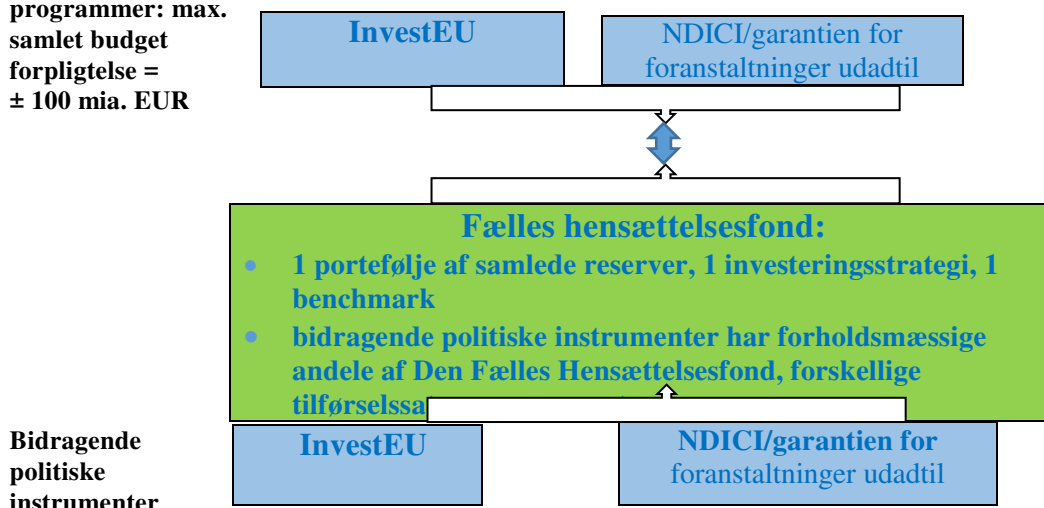 programmer: max.
samlet budget
forpligtelse =
± 100 mia. EUR
InvestEU
NDICI/garantien for
foranstaltninger udadtil
Fælles hensættelsesfond:
• 1 portefølje af samlede reserver, 1 investeringsstrategi, 1
benchmark
• bidragende politiske instrumenter har forholdsmæssige
andele af Den Fælles Hensættelsesfond, forskellige
Bidragende
politiske
instrumenter
InvestEU
NDICI/garantien for
foranstaltninger udadtil